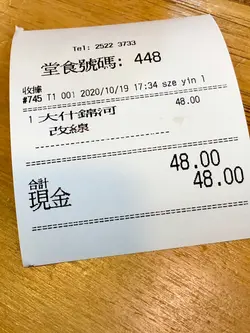 Tel: 2522 3733
堂食號碼: 448
收據
#745 T1 001 2020/10/19 17:34 sze yin 1
1 大什錦河 48.00
改線
48.00
合計 48.00
現金